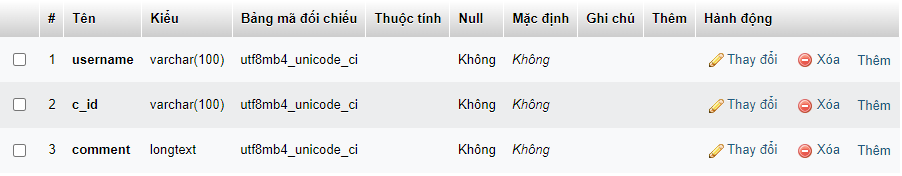 # Tên Kiểu Bảng mã đối chiếu Thuộc tính Null Mặc định Ghi chú Thêm Hành động
1 username varchar(100) utf8mb4_unicode_ci Không Không Thay đổi Xóa Thêm
2 c_id varchar(100) utf8mb4_unicode_ci Không Không Thay đổi Xóa Thêm
3 comment longtext utf8mb4_unicode_ci Không Không Thay đổi Xóa Thêm